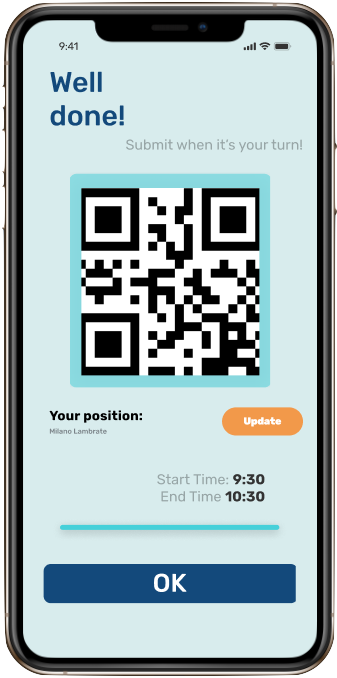 9:41
Well
done!
Submit when it's your turn!
Your position:
Update
Milano Lambrate
Start Time: 9:30
End Time 10:30
OK